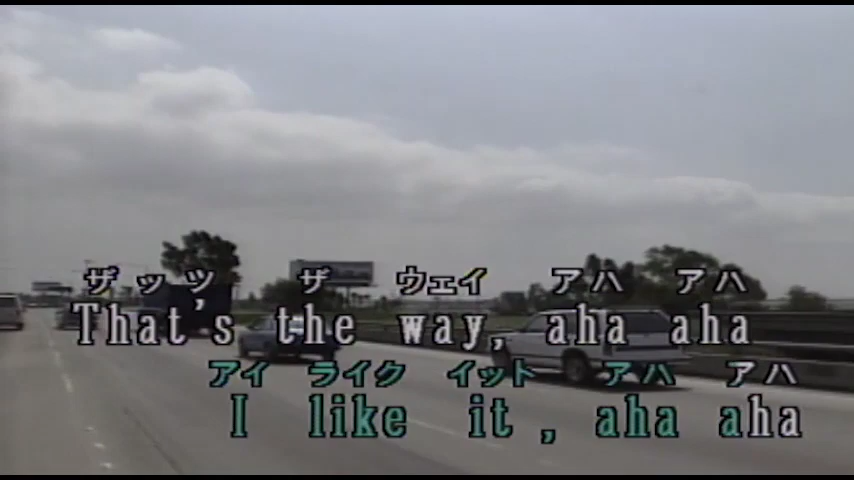 ザッツ ザ ウェイ アハ アハ
That's the way, aha aha
アイ ライク イット アハ アハ
I like it , aha aha